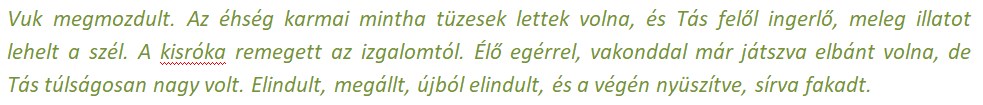 Vuk megmozdult. Az éhség karmai mintha tüzesek lettek volna, és Tás felől ingerlő, meleg illatot
lehelt a szél. A kisróka remegett az izgalomtól. Élő egérrel, vakonddal már játszva elbánt volna, de
Tás túlságosan nagy volt. Elindult, megállt, újból elindult, és a végén nyüszítve, sírva fakadt.